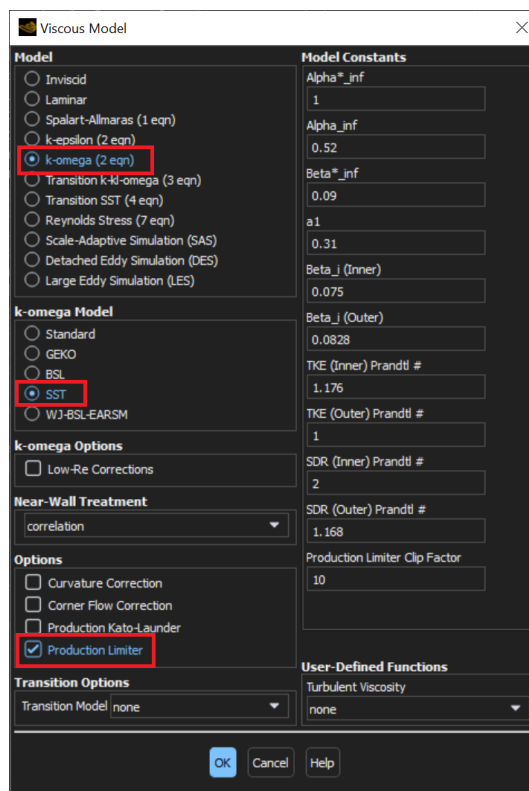 Viscous Model
Model
Inviscid
Laminar
Spalart-Allmaras (1 eqn)
k-epsilon (2 eqn)
k-omega (2 eqn)
Transition k-kl-omega (3 eqn)
Transition SST (4 eqn)
Reynolds Stress (7 eqn)
Scale-Adaptive Simulation (SAS)
Detached Eddy Simulation (DES)
Large Eddy Simulation (LES)
k-omega Model
Standard
GEKO
BSL
SST
WJ-BSL-EARSM
k-omega Options
Low-Re Corrections
Near-Wall Treatment
correlation
Options
Curvature Correction
Corner Flow Correction
Production Kato-Launder
Production Limiter
Transition Options
Transition Model none
Model Constants
Alpha*_inf
1
Alpha_inf
0.52
Beta*_inf
0.09
a1
0.31
Beta_i (Inner)
0.075
Beta_i (Outer)
0.0828
TKE (Inner) Prandtl #
1.176
TKE (Outer) Prandtl #
1
SDR (Inner) Prandtl #
2
SDR (Outer) Prandtl #
1.168
Production Limiter Clip Factor
10
User-Defined Functions
Turbulent Viscosity
none
OK
Cancel
Help